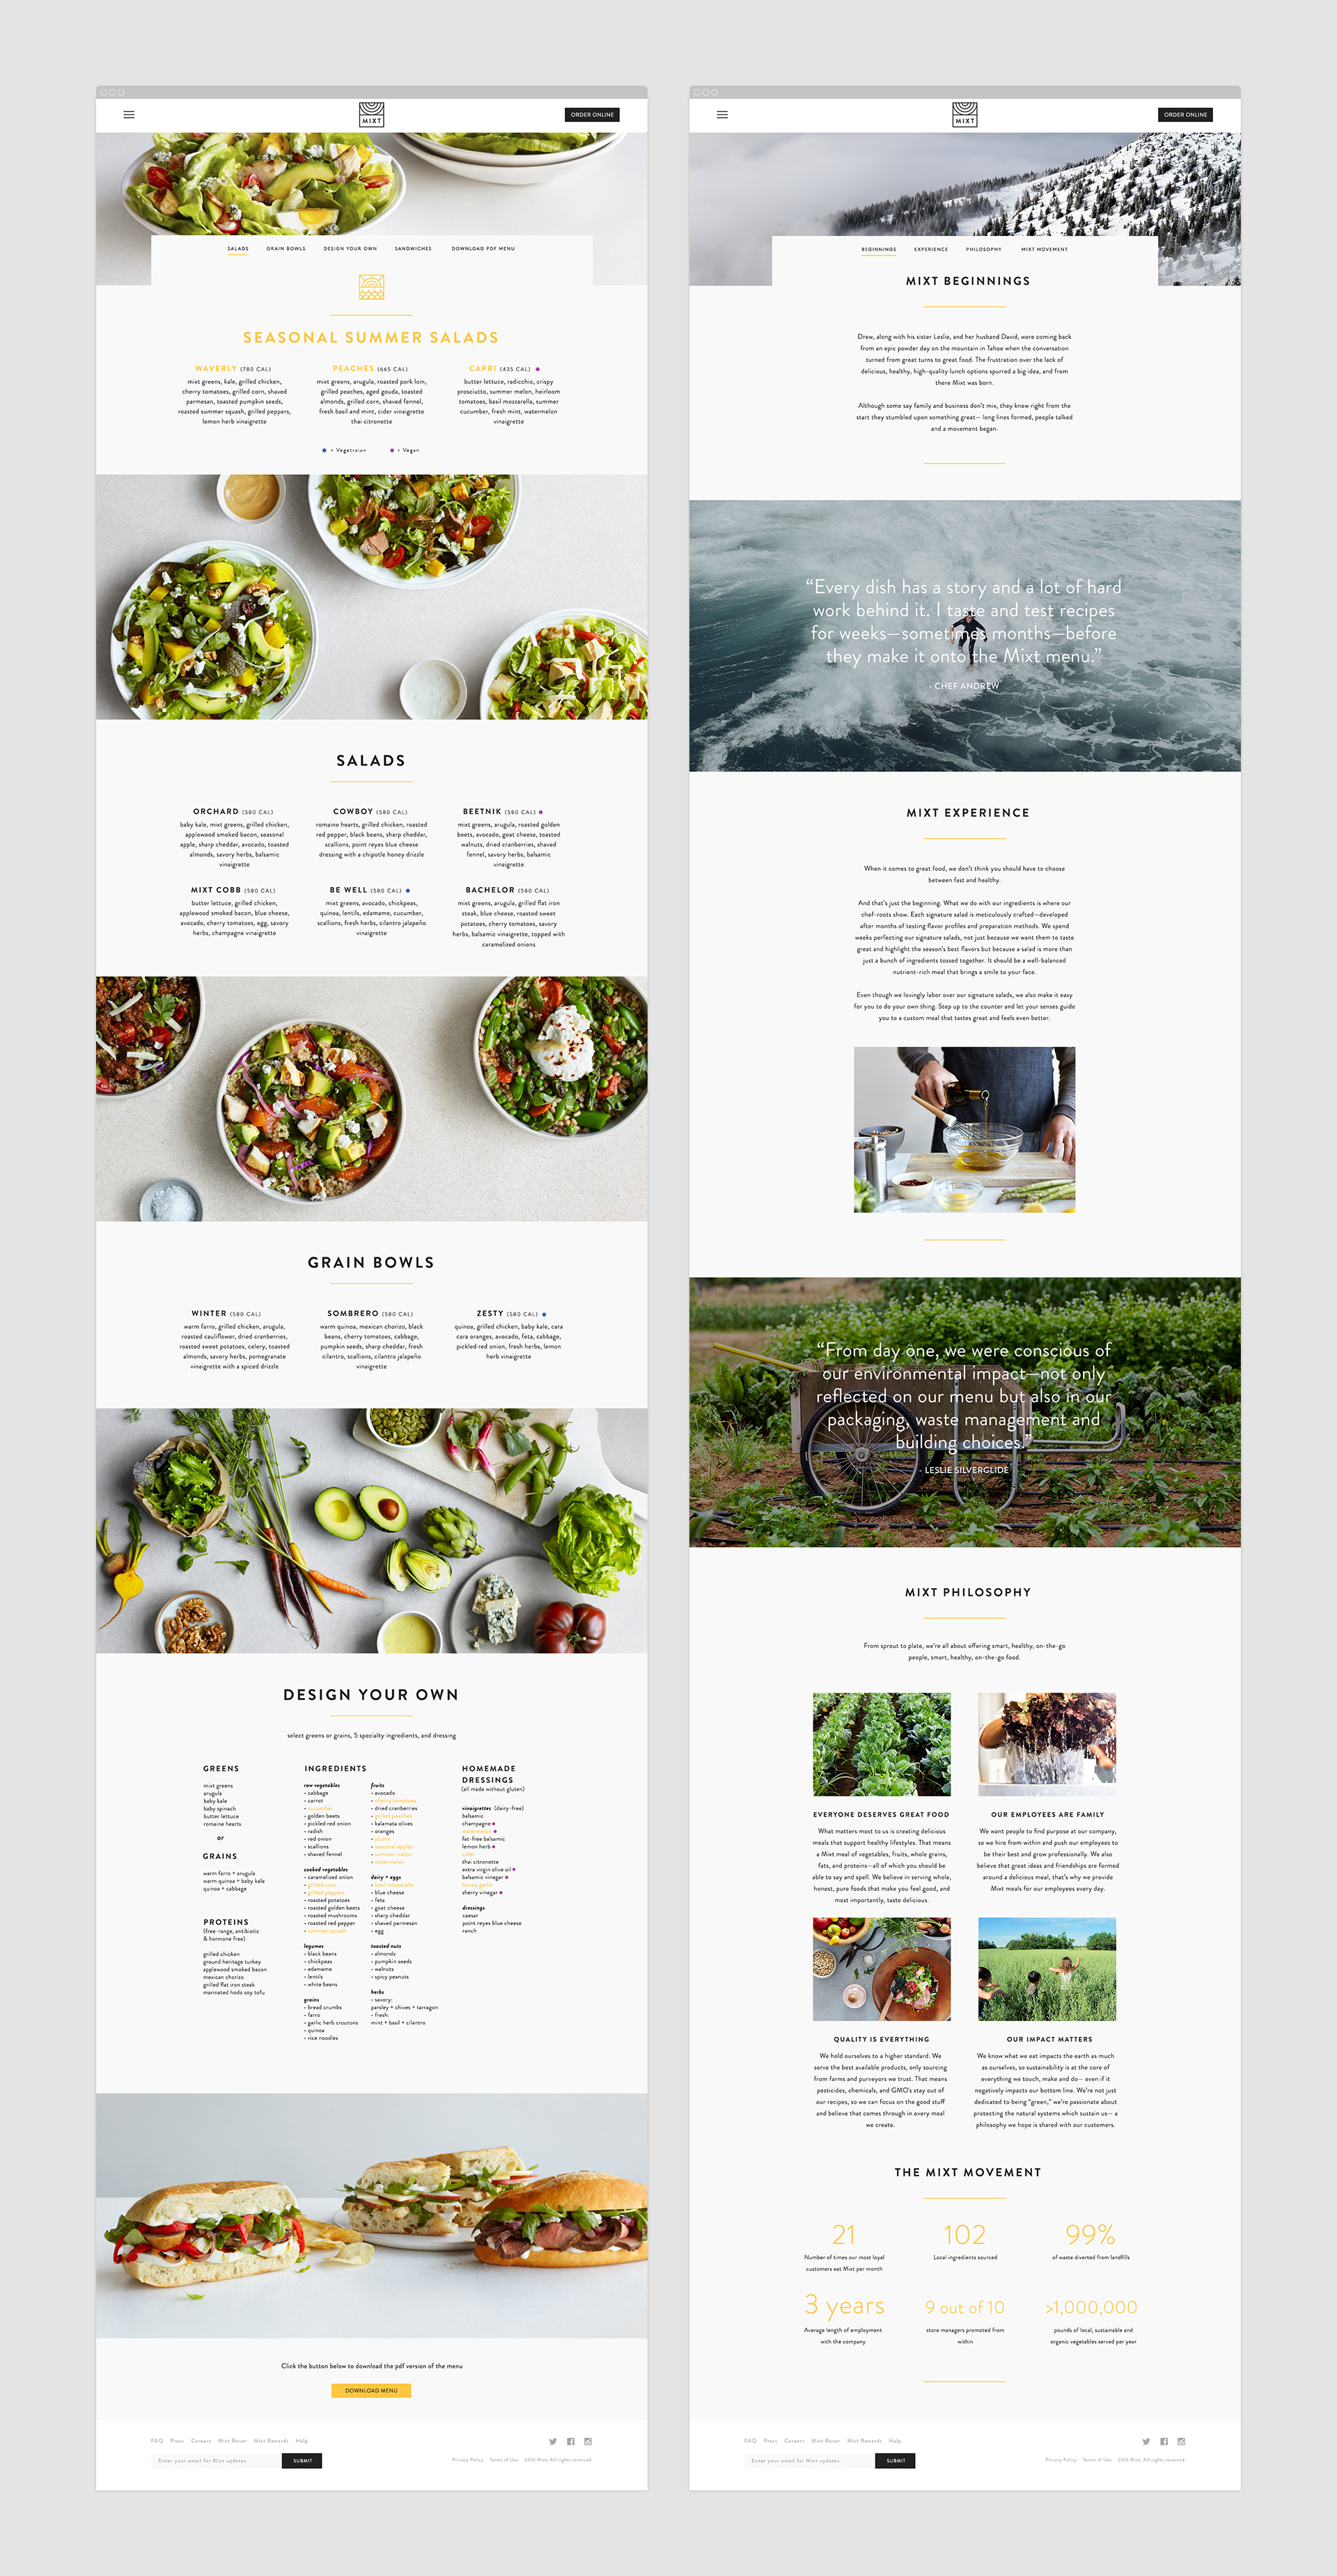 MIXT
ORDER ONLINE
SALADS
GRAIN BOWLS
DESIGN YOUR OWN
SANDWICHES
DOWNLOAD PDF MENU
SEASONAL SUMMER SALADS
WAVERLY (780 CAL)
mixt greens, kale, grilled chicken,
cherry tomatoes, grilled corn, shaved
parmesan, toasted pumpkin seeds,
roasted summer squash, grilled peppers,
lemon herb vinaigrette
PEACHES (665 CAL)
mixt greens, arugula, roasted pork loin,
grilled peaches, aged gouda, toasted
almonds, grilled corn, shaved fennel,
fresh basil and mint, cider vinaigrette
thai citronette
CAPRI (435 CAL)
butter lettuce, radicchio, crispy
prosciutto, summer melon, heirloom
tomatoes, basil mozzarella, summer
cucumber, fresh mint, watermelon
vinaigrette
= Vegetraian
= Vegan
SALADS
ORCHARD (580 CAL)
baby kale, mixt greens, grilled chicken,
applewood smoked bacon, seasonal
apple, sharp cheddar, avocado, toasted
almonds, savory herbs, balsamic
vinaigrette
COWBOY (580 CAL)
romaine hearts, grilled chicken, roasted
red pepper, black beans, sharp cheddar,
scallions, point reyes blue cheese
dressing with a chipotle honey drizzle
BEETNIK (580 CAL)
mixt greens, arugula, roasted golden
beets, avocado, goat cheese, toasted
walnuts, dried cranberries, shaved
fennel, savory herbs, balsamic
vinaigrette
MIXT COBB (580 CAL)
butter lettuce, grilled chicken,
applewood smoked bacon, blue cheese,
avocado, cherry tomatoes, egg, savory
herbs, champagne vinaigrette
BE WELL (580 CAL)
mixt greens, avocado, chickpeas,
quinoa, lentils, edamame, cucumber,
scallions, fresh herbs, cilantro jalapeño
vinaigrette
BACHELOR (580 CAL)
mixt greens, arugula, grilled flat iron
steak, blue cheese, roasted sweet
potatoes, cherry tomatoes, savory
herbs, balsamic vinaigrette, topped with
caramelized onions
GRAIN BOWLS
WINTER (580 CAL)
warm farro, grilled chicken, arugula,
roasted cauliflower, dried cranberries,
roasted sweet potatoes, celery, toasted
almonds, savory herbs, pomegranate
vinaigrette with a spiced drizzle
SOMBRERO (580 CAL)
warm quinoa, mexican chorizo, black
beans, cherry tomatoes, cabbage,
pumpkin seeds, sharp cheddar, fresh
cilantro, scallions, cilantro jalapeño
vinaigrette
ZESTY (580 CAL)
quinoa, grilled chicken, baby kale, cara
cara oranges, avocado, feta, cabbage,
pickled red onion, fresh herbs, lemon
herb vinaigrette
DESIGN YOUR OWN
select greens or grains, 5 specialty ingredients, and dressing
GREENS
mixt greens
arugula
baby kale
baby spinach
butter lettuce
romaine hearts
or
GRAINS
warm farro + arugula
warm quinoa + baby kale
quinoa + cabbage
PROTEINS
(free-range, antibiotic
& hormone free)
grilled chicken
ground heritage turkey
applewood smoked bacon
mexican chorizo
grilled flat iron steak
marinated hodo soy tofu
INGREDIENTS
raw vegetables
• cabbage
• carrot
• cucumber
• golden beets
• pickled red onion
• radish
• red onion
• scallions
• shaved fennel
cooked vegetables
• caramelized onion
• grilled corn
• grilled peppers
• roasted potatoes
• roasted golden beets
• roasted mushrooms
• roasted red pepper
• summer squash
legumes
• black beans
• chickpeas
• edamame
• lentils
• white beans
grains
• bread crumbs
• farro
• garlic herb croutons
• quinoa
• rice noodles
fruits
• avocado
• cherry tomatoes
• dried cranberries
• grilled peaches
• kalamata olives
• oranges
• plums
• seasonal apples
• summer melon
• watermelon
dairy + eggs
• basil mozzarella
• blue cheese
• feta
• goat cheese
• sharp cheddar
• shaved parmesan
• egg
toasted nuts
• almonds
• pumpkin seeds
• walnuts
• spicy peanuts
herbs
• savory:
parsley + chives + tarragon
• fresh:
mint + basil + cilantro
HOMEMADE
DRESSINGS
(all made without gluten)
vinaigrettes (dairy-free)
balsamic
champagne
watermelon
fat-free balsamic
lemon herb
cider
thai citronette
extra virgin olive oil
balsamic vinegar
honey garlic
sherry vinegar
dressings
caesar
point reyes blue cheese
ranch
Click the button below to download the pdf version of the menu
DOWNLOAD MENU
FAQ Press Careers Mixt Rover Mixt Rewards Help
Enter your email for Mixt updates
SUBMIT
Privacy Policy Terms of Use 2016 Mixt, All rights reserved.
MIXT
ORDER ONLINE
BEGINNINGS
EXPERIENCE
PHILOSOPHY
MIXT MOVEMENT
MIXT BEGINNINGS
Drew, along with his sister Leslie, and her husband David, were coming back
from an epic powder day on the mountain in Tahoe when the conversation
turned from great turns to great food. The frustration over the lack of
delicious, healthy, high-quality lunch options spurred a big idea, and from
there Mixt was born.
Although some say family and business don't mix, they knew right from the
start they stumbled upon something great— long lines formed, people talked
and a movement began.
“Every dish has a story and a lot of hard
work behind it. I taste and test recipes
for weeks—sometimes months—before
they make it onto the Mixt menu.”
- CHEF ANDREW
MIXT EXPERIENCE
When it comes to great food, we don't think you should have to choose
between fast and healthy.
And that's just the beginning. What we do with our ingredients is where our
chef-roots show. Each signature salad is meticulously crafted—developed
after months of testing flavor profiles and preparation methods. We spend
weeks perfecting our signature salads, not just because we want them to taste
great and highlight the season's best flavors but because a salad is more than
just a bunch of ingredients tossed together. It should be a well-balanced
nutrient-rich meal that brings a smile to your face.
Even though we lovingly labor over our signature salads, we also make it easy
for you to do your own thing. Step up to the counter and let your senses guide
you to a custom meal that tastes great and feels even better.
“From day one, we were conscious of
our environmental impact—not only
reflected on our menu but also in our
packaging, waste management and
building choices.”
- LESLIE SILVERGLIDE
MIXT PHILOSOPHY
From sprout to plate, we're all about offering smart, healthy, on-the-go
people, smart, healthy, on-the-go food.
EVERYONE DESERVES GREAT FOOD
What matters most to us is creating delicious
meals that support healthy lifestyles. That means
a Mixt meal of vegetables, fruits, whole grains,
fats, and proteins—all of which you should be
able to say and spell. We believe in serving whole,
honest, pure foods that make you feel good, and
most importantly, taste delicious.
OUR EMPLOYEES ARE FAMILY
We want people to find purpose at our company,
so we hire from within and push our employees to
be their best and grow professionally. We also
believe that great ideas and friendships are formed
around a delicious meal, that's why we provide
Mixt meals for our employees every day.
QUALITY IS EVERYTHING
We hold ourselves to a higher standard. We
serve the best available products, only sourcing
from farms and purveyors we trust. That means
pesticides, chemicals, and GMO's stay out of
our recipes, so we can focus on the good stuff
and believe that comes through in every meal
we create.
OUR IMPACT MATTERS
We know what we eat impacts the earth as much
as ourselves, so sustainability is at the core of
everything we touch, make and do— even if it
negatively impacts our bottom line. We're not just
dedicated to being “green,” we're passionate about
protecting the natural systems which sustain us— a
philosophy we hope is shared with our customers.
THE MIXT MOVEMENT
21
Number of times our most loyal
customers eat Mixt per month
102
Local ingredients sourced
99%
of waste diverted from landfills
3 years
Average length of employment
with the company
9 out of 10
store managers promoted from
within
>1,000,000
pounds of local, sustainable and
organic vegetables served per year
FAQ Press Careers Mixt Rover Mixt Rewards Help
Enter your email for Mixt updates
SUBMIT
Privacy Policy Terms of Use 2016 Mixt, All rights reserved.